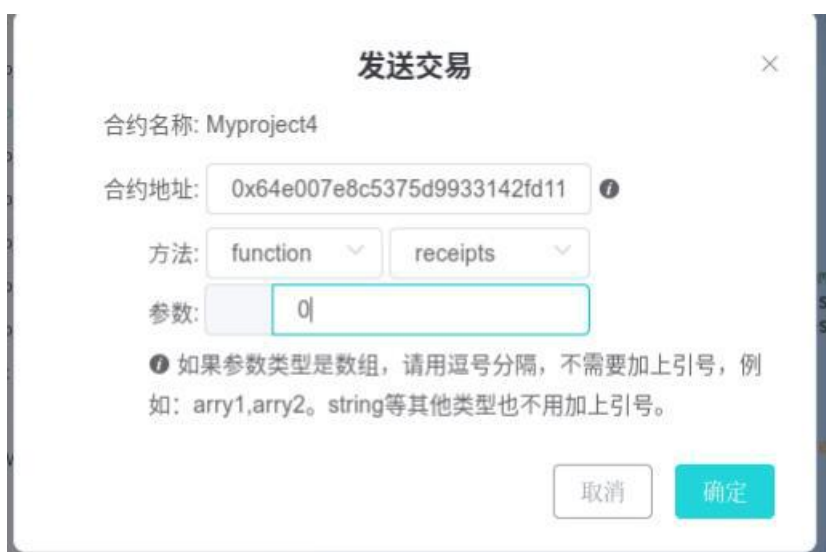 发送交易
合约名称: Myproject4
合约地址: 0x64e007e8c5375d9933142fd11
方法: function receipts
参数: 0
如果参数类型是数组，请用逗号分隔，不需要加上引号，例
如：arry1,arry2。string等其他类型也不用加上引号。
取消 确定